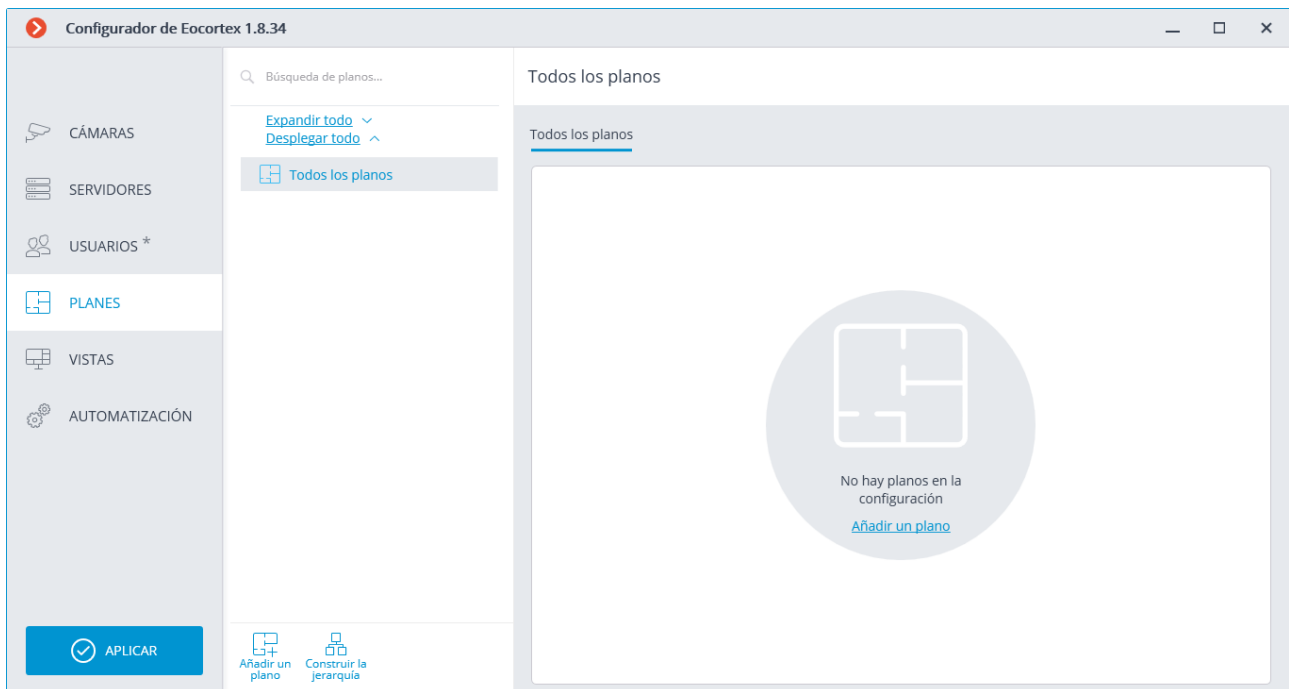 Configurador de Eocortex 1.8.34
CÁMARAS
SERVIDORES
USUARIOS *
PLANES
VISTAS
AUTOMATIZACIÓN
APLICAR
Búsqueda de planos...
Expandir todo
Desplegar todo
Todos los planos
Añadir un
plano
Construir la
jerarquía
Todos los planos
Todos los planos
No hay planos en la
configuración
Añadir un plano